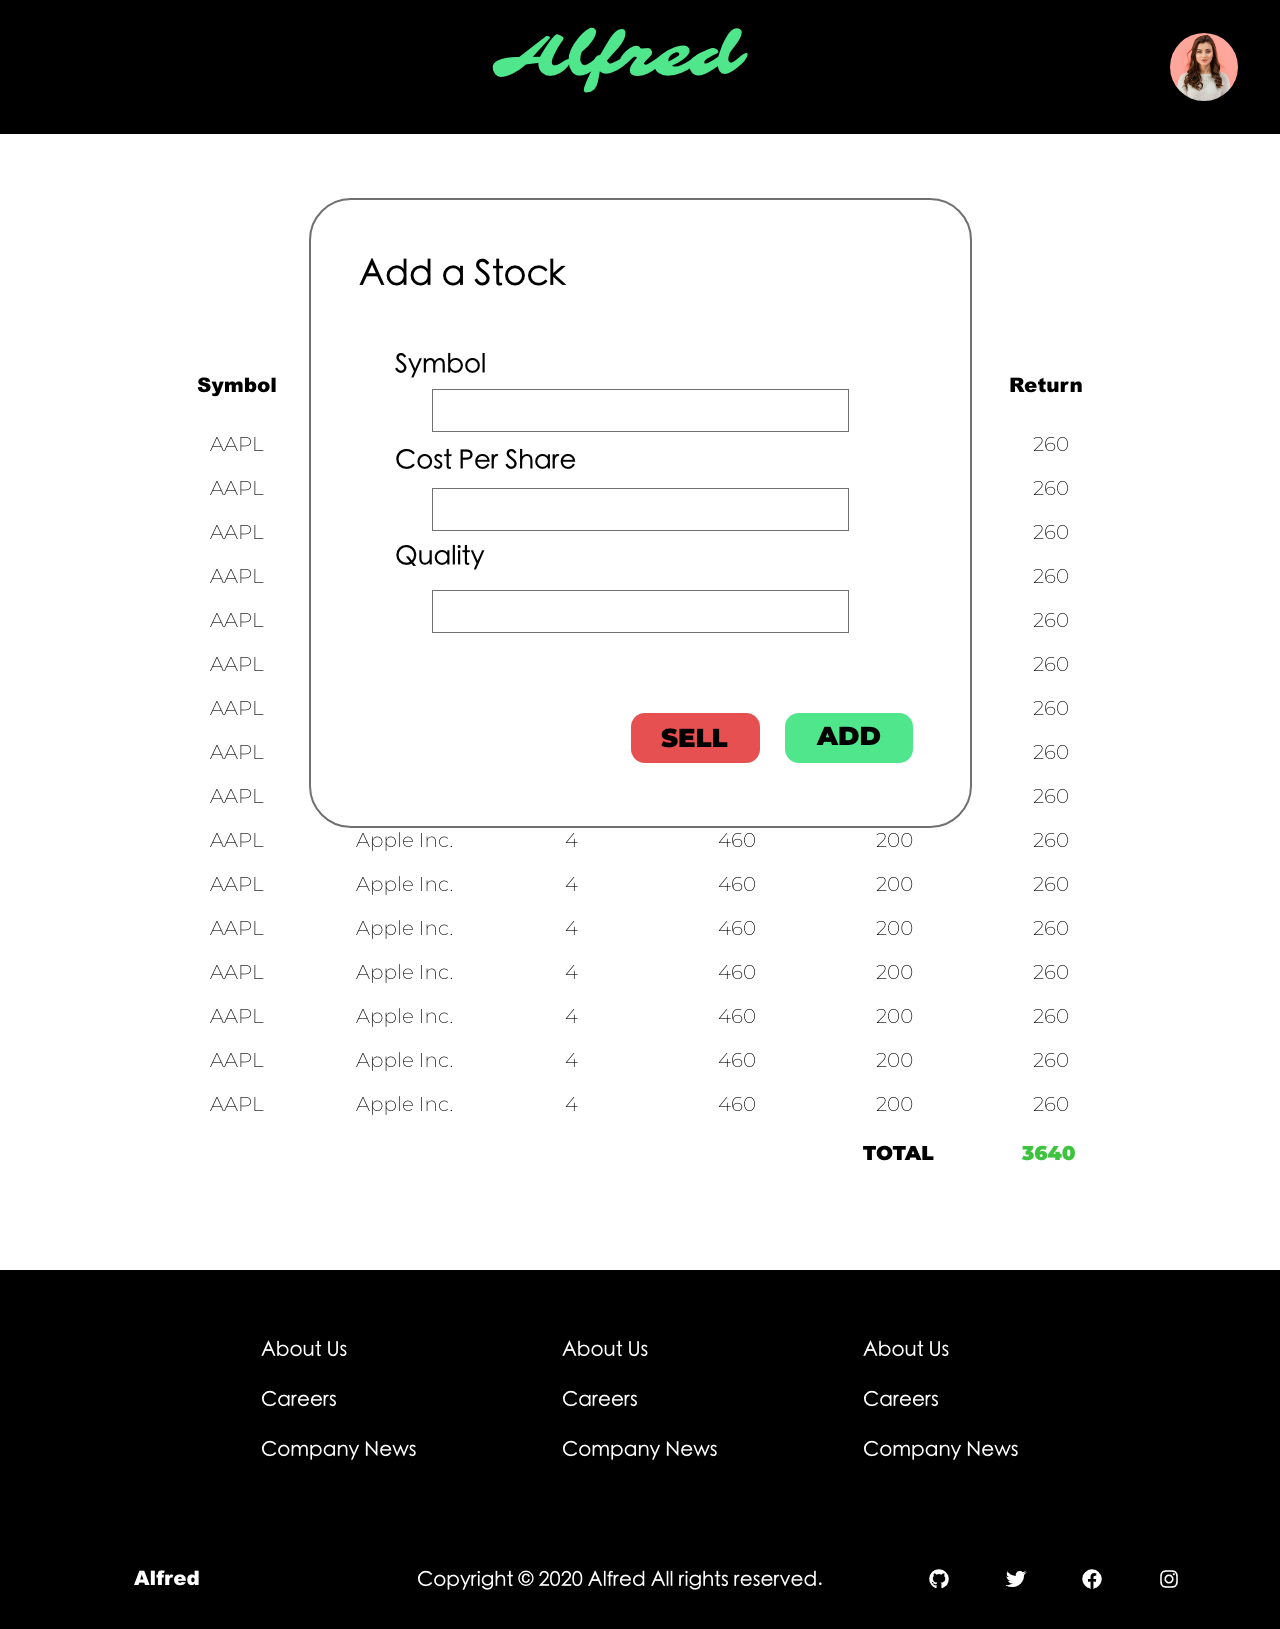 Alfred
Add a Stock
Symbol
Symbol Return
AAPL 260
Cost Per Share
AAPL 260
AAPL 260
Quality
AAPL 260
AAPL 260
AAPL 260
AAPL 260
SELL ADD
AAPL 260
AAPL 260
AAPL Apple Inc. 4 460 200 260
AAPL Apple Inc. 4 460 200 260
AAPL Apple Inc. 4 460 200 260
AAPL Apple Inc. 4 460 200 260
AAPL Apple Inc. 4 460 200 260
AAPL Apple Inc. 4 460 200 260
AAPL Apple Inc. 4 460 200 260
TOTAL 3640
About Us About Us About Us
Careers Careers Careers
Company News Company News Company News
Alfred Copyright © 2020 Alfred All rights reserved.